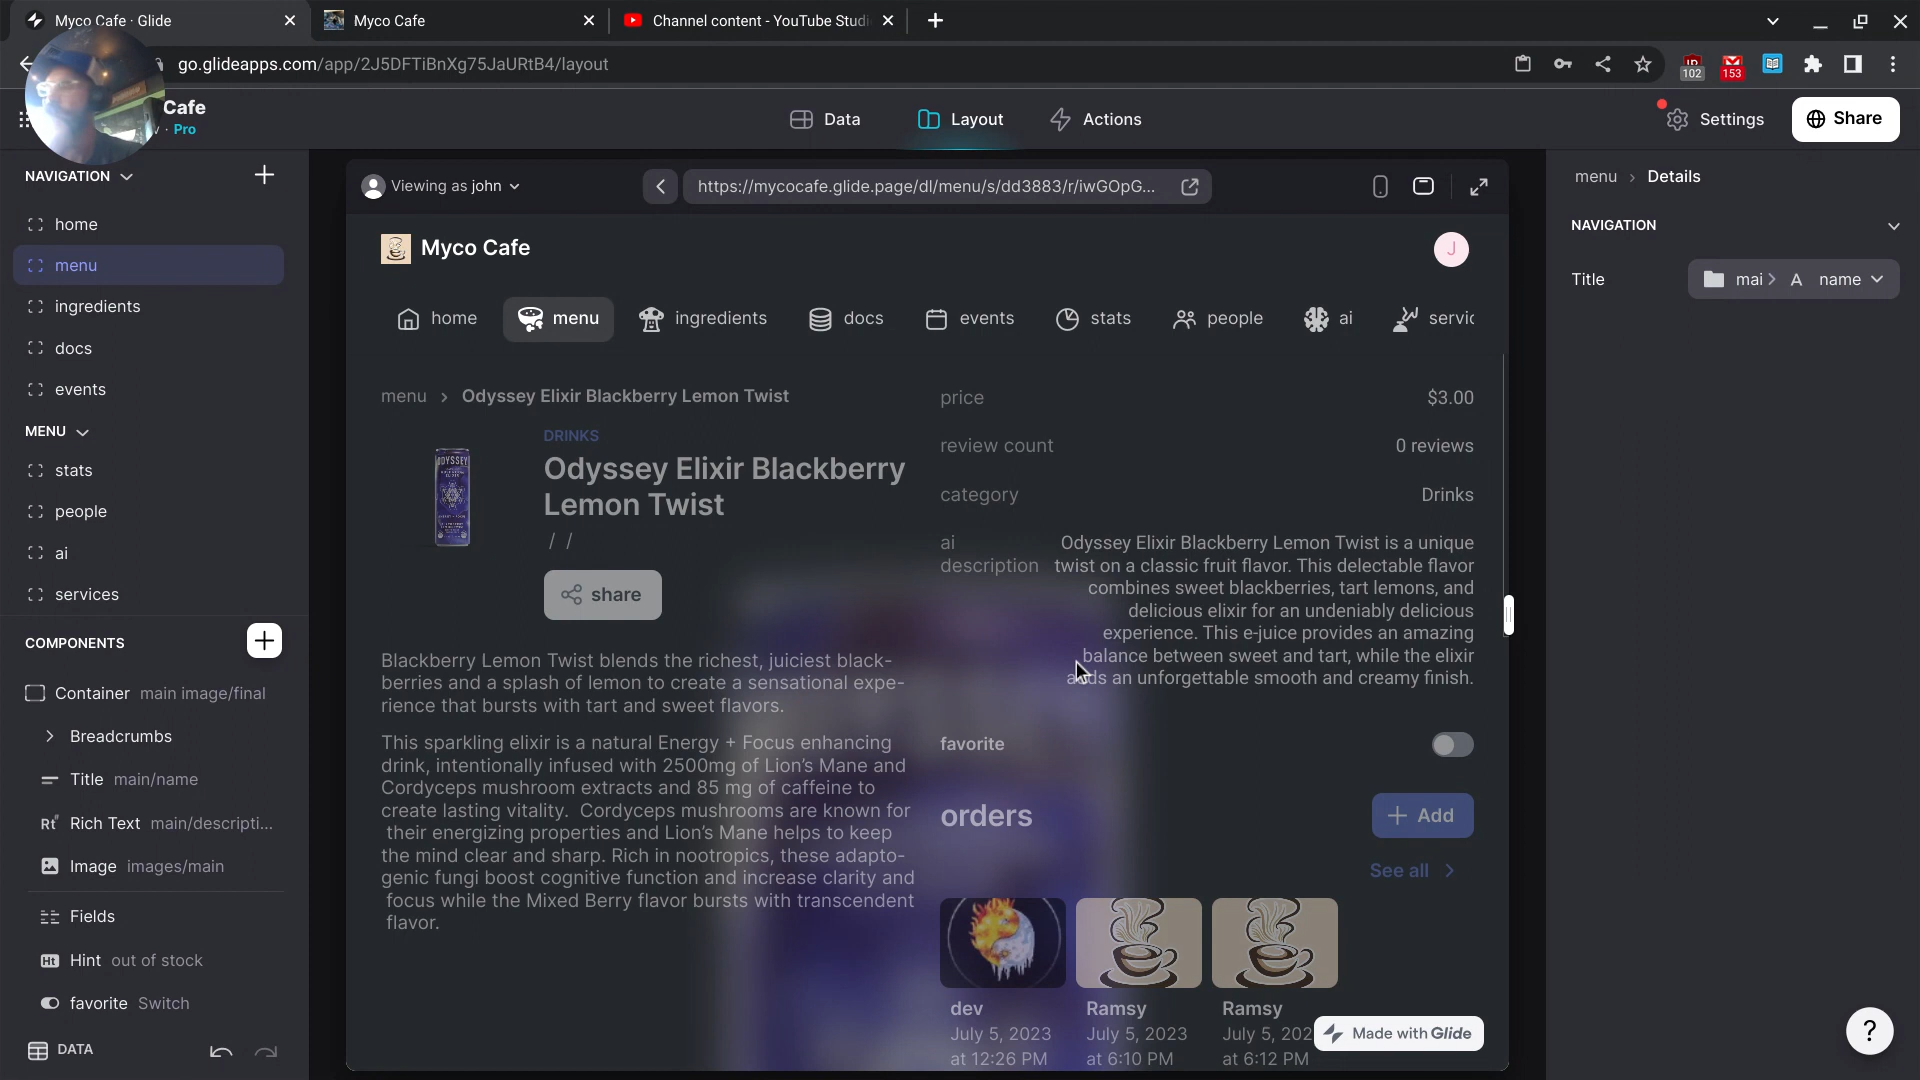 Myco Cafe · Glide
Myco Cafe
Channel content - YouTube Studi
go.glideapps.com/app/2J5DFTiBnXg75JaURtB4/layout
102
153
Cafe
· Pro
Data
Layout
Actions
Settings
Share
NAVIGATION
home
menu
ingredients
docs
events
MENU
stats
people
ai
services
COMPONENTS
Container main image/final
Breadcrumbs
Title main/name
Rt Rich Text main/descripti...
Image images/main
Fields
Ht Hint out of stock
favorite Switch
DATA
Viewing as john
https://mycocafe.glide.page/dl/menu/s/dd3883/r/iwGOpG...
Myco Cafe
J
home
menu
ingredients
docs
events
stats
people
ai
servic
menu > Odyssey Elixir Blackberry Lemon Twist
DRINKS
Odyssey Elixir Blackberry
Lemon Twist
/ /
share
ODYSSEY
Blackberry Lemon Twist blends the richest, juiciest black-
berries and a splash of lemon to create a sensational expe-
rience that bursts with tart and sweet flavors.
This sparkling elixir is a natural Energy + Focus enhancing
drink, intentionally infused with 2500mg of Lion's Mane and
Cordyceps mushroom extracts and 85 mg of caffeine to
create lasting vitality. Cordyceps mushrooms are known for
their energizing properties and Lion's Mane helps to keep
the mind clear and sharp. Rich in nootropics, these adapto-
genic fungi boost cognitive function and increase clarity and
focus while the Mixed Berry flavor bursts with transcendent
flavor.
price $3.00
review count 0 reviews
category Drinks
ai
description
Odyssey Elixir Blackberry Lemon Twist is a unique
twist on a classic fruit flavor. This delectable flavor
combines sweet blackberries, tart lemons, and
delicious elixir for an undeniably delicious
experience. This e-juice provides an amazing
balance between sweet and tart, while the elixir
adds an unforgettable smooth and creamy finish.
favorite
orders
+ Add
See all >
dev
July 5, 2023
at 12:26 PM
Ramsy
July 5, 2023
at 6:10 PM
Ramsy
July 5, 202
at 6:12 PM
Made with Glide
menu > Details
NAVIGATION
Title
mai > A name
?